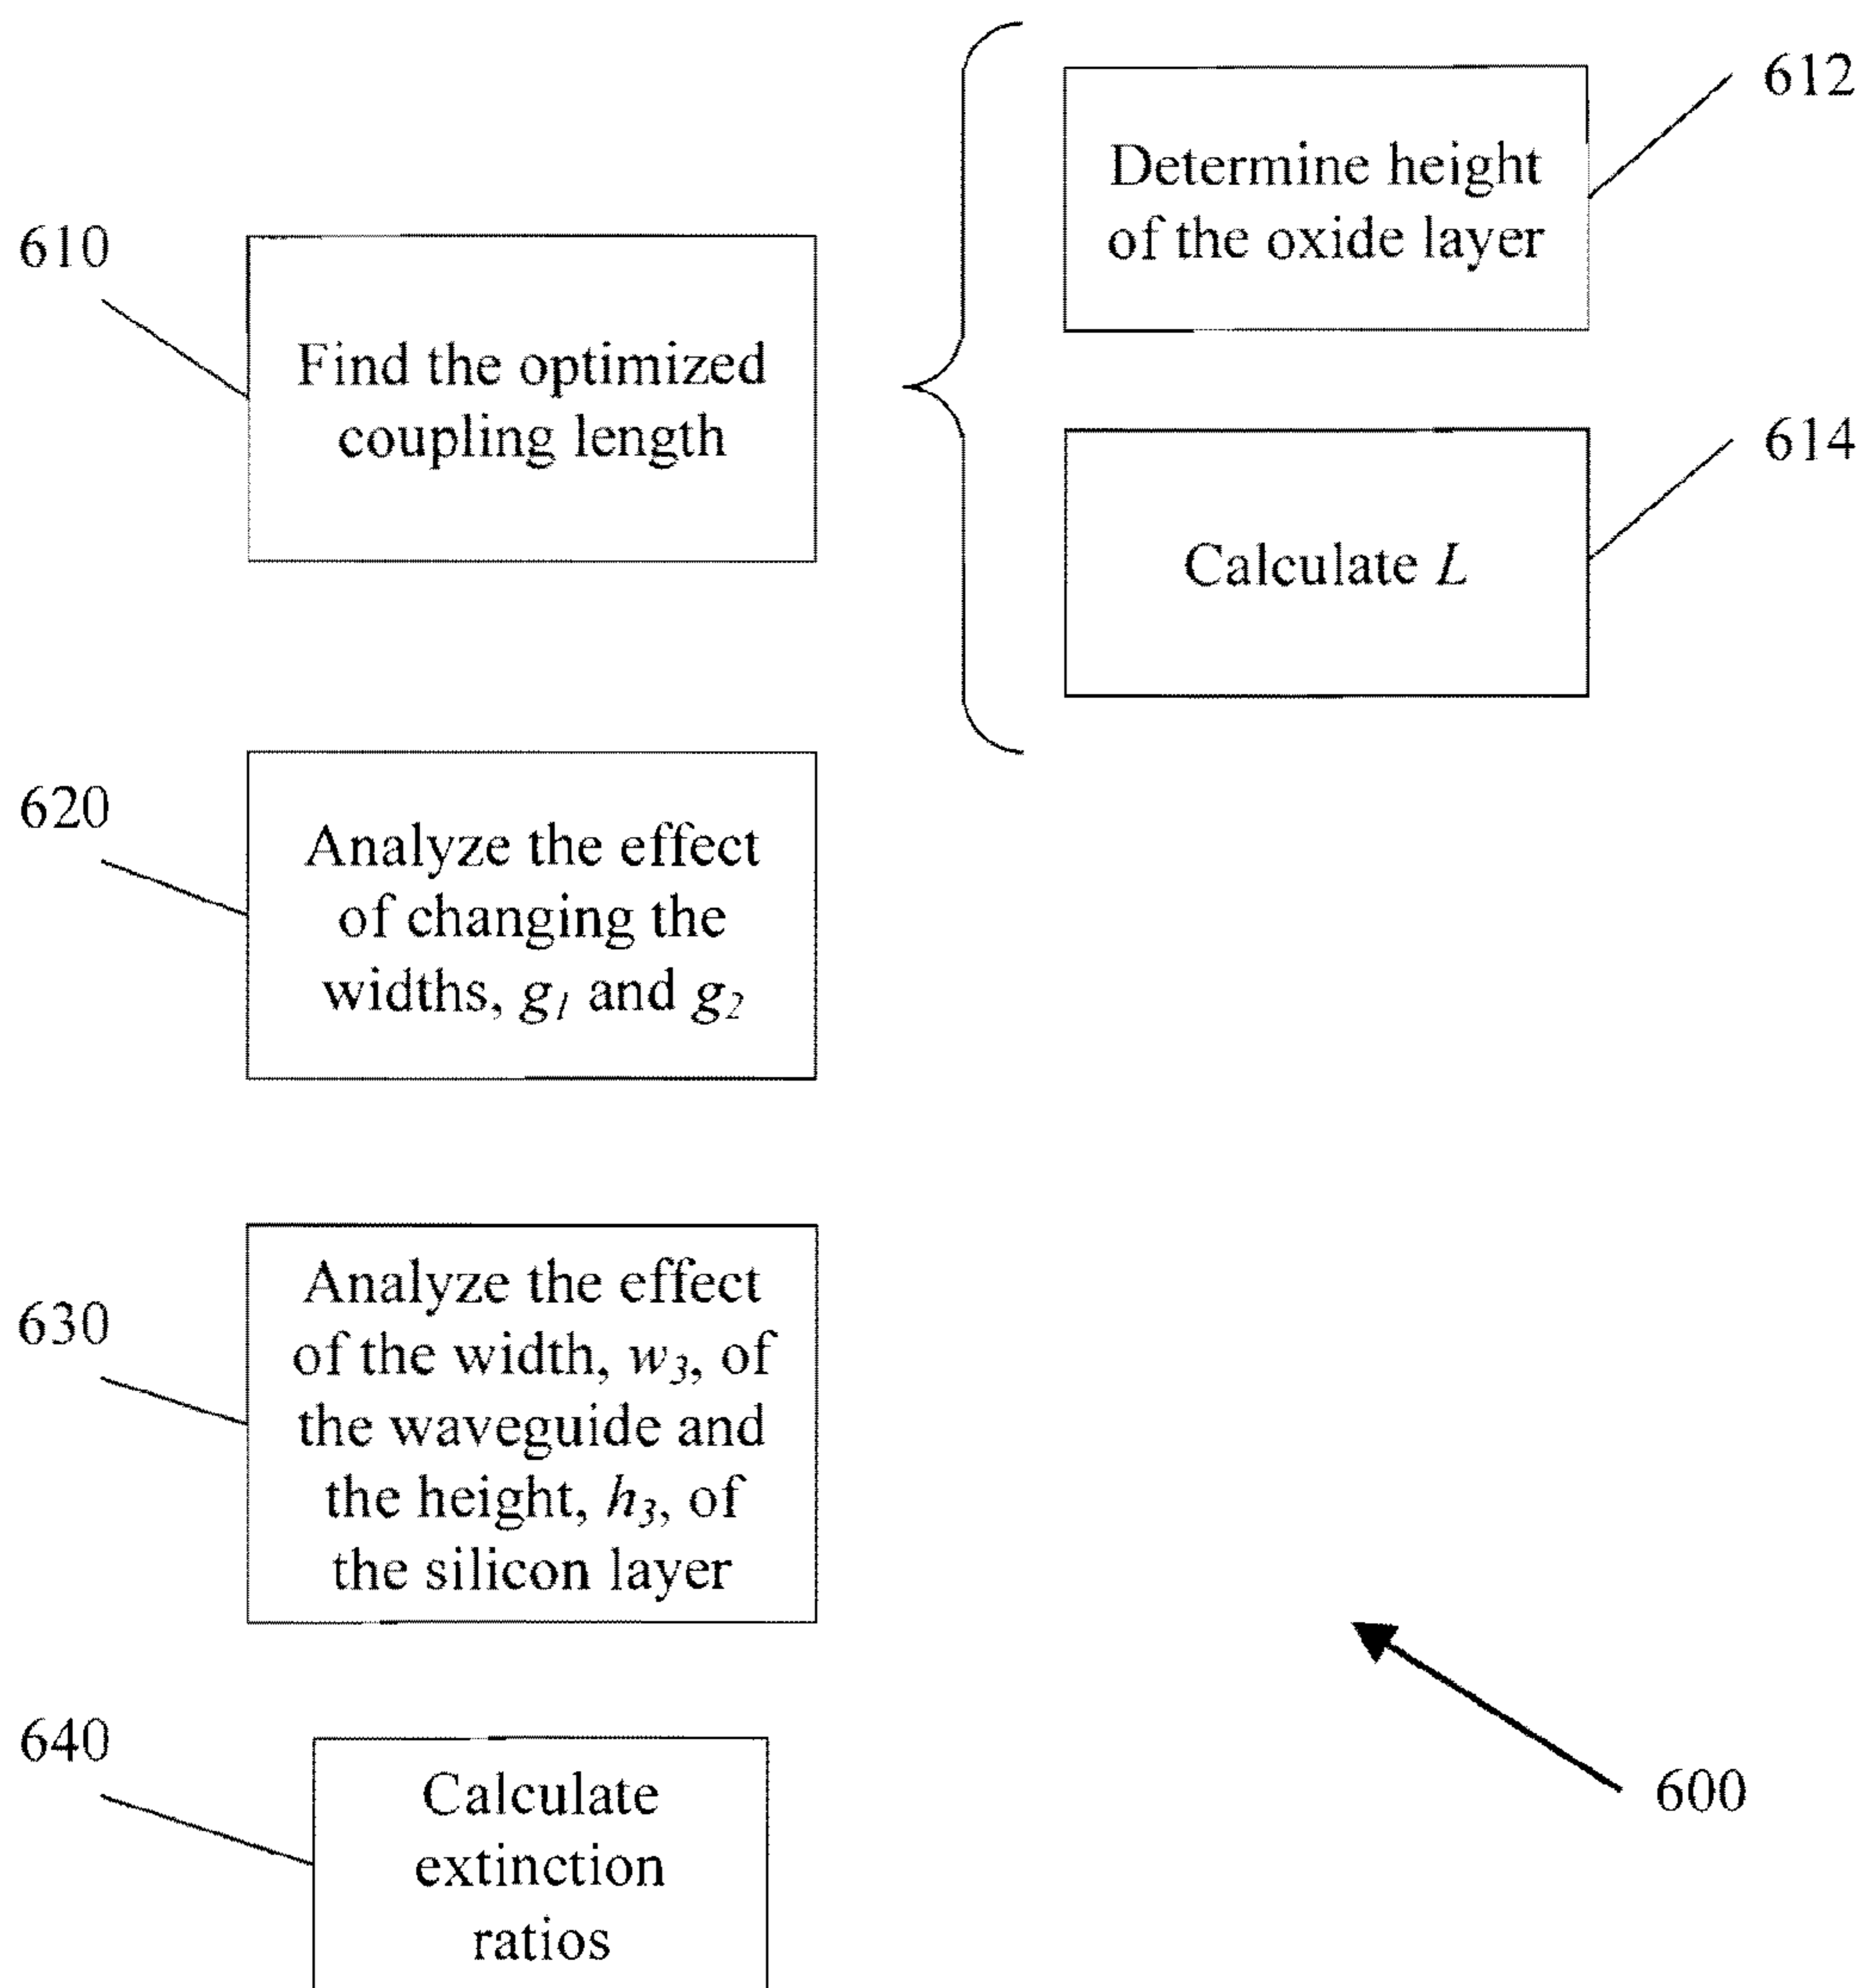 610
Find the optimized
coupling length
612
Determine height
of the oxide layer
614
Calculate L
620
Analyze the effect
of changing the
widths, g₁ and g₂
630
Analyze the effect
of the width, w₃, of
the waveguide and
the height, h₃, of
the silicon layer
640
Calculate
extinction
ratios
600